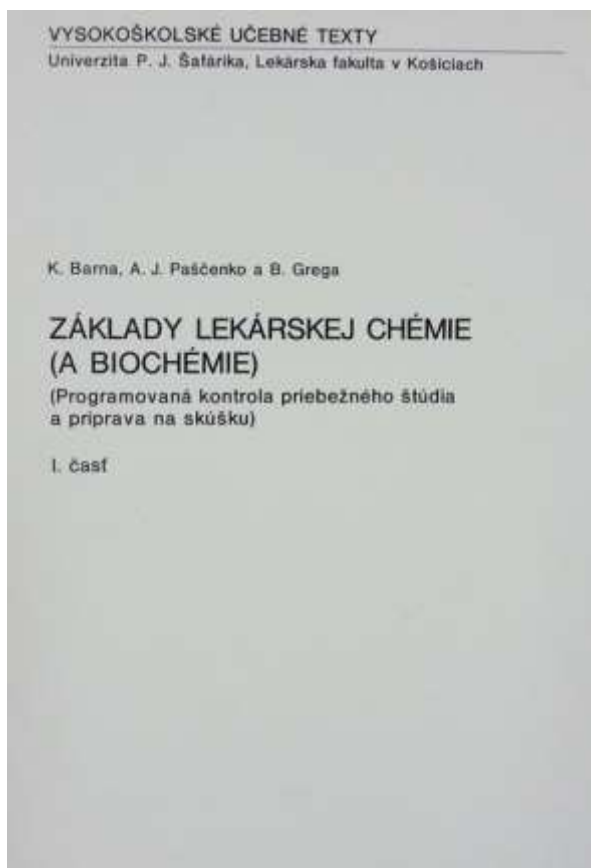 VYSOKOŠKOLSKÉ UČEBNÉ TEXTY
Univerzita P. J. Šafárika, Lekárska fakulta v Košiciach
K. Barna, A. J. Paščenko a B. Grega
ZÁKLADY LEKÁRSKEJ CHÉMIE
(A BIOCHÉMIE)
(Programovaná kontrola priebežného štúdia
a príprava na skúšku)
I. časť